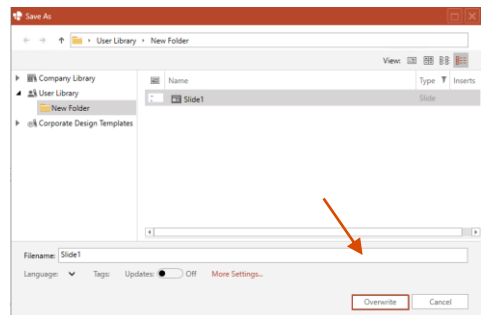 Save As
User Library › New Folder
View:
Company Library
User Library
New Folder
Corporate Design Templates
Name Type Inserts
Slide1 Slide
Filename: Slide1
Language: Tags: Updates: Off More Settings...
Overwrite Cancel